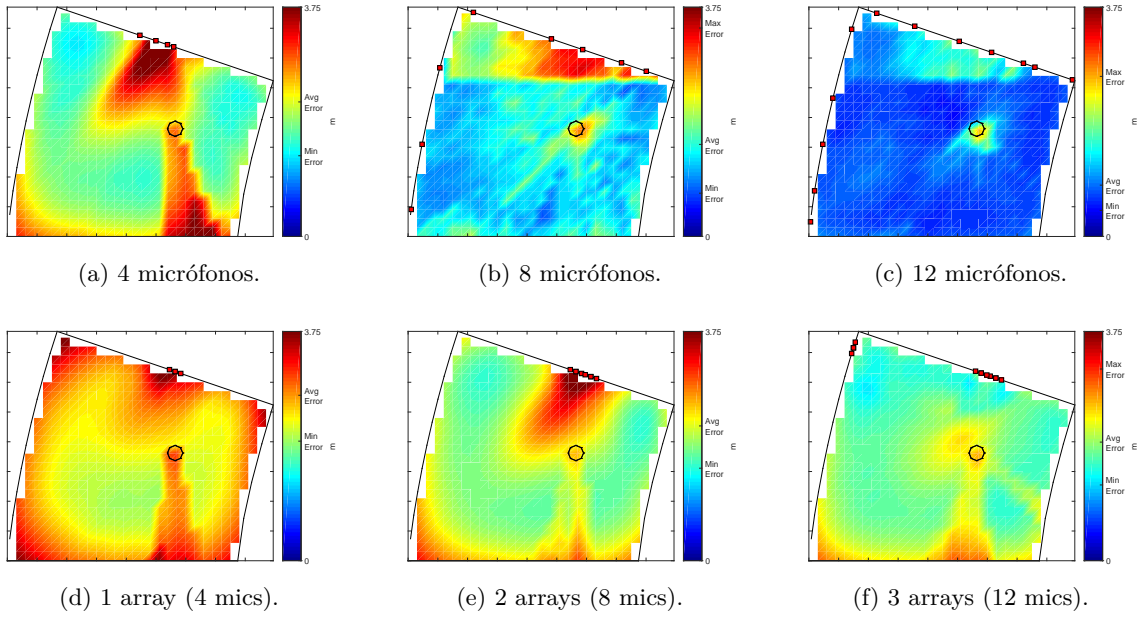 3.75
Avg
Error
Min
Error
0
m
(a) 4 micrófonos.
3.75
Max
Error
Avg
Error
Min
Error
0
m
(b) 8 micrófonos.
3.75
Max
Error
Avg
Error
Min
Error
0
m
(c) 12 micrófonos.
3.75
Avg
Error
Min
Error
0
m
(d) 1 array (4 mics).
3.75
Avg
Error
Min
Error
0
m
(e) 2 arrays (8 mics).
3.75
Max
Error
Avg
Error
Min
Error
0
m
(f) 3 arrays (12 mics).